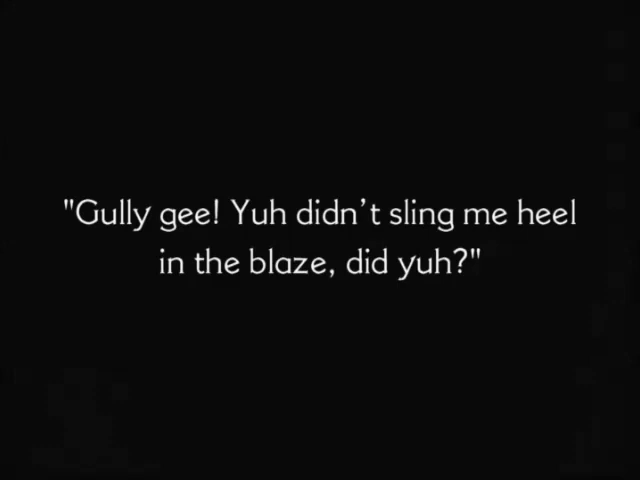 "Gully gee! Yuh didn’t sling me heel
in the blaze, did yuh?"